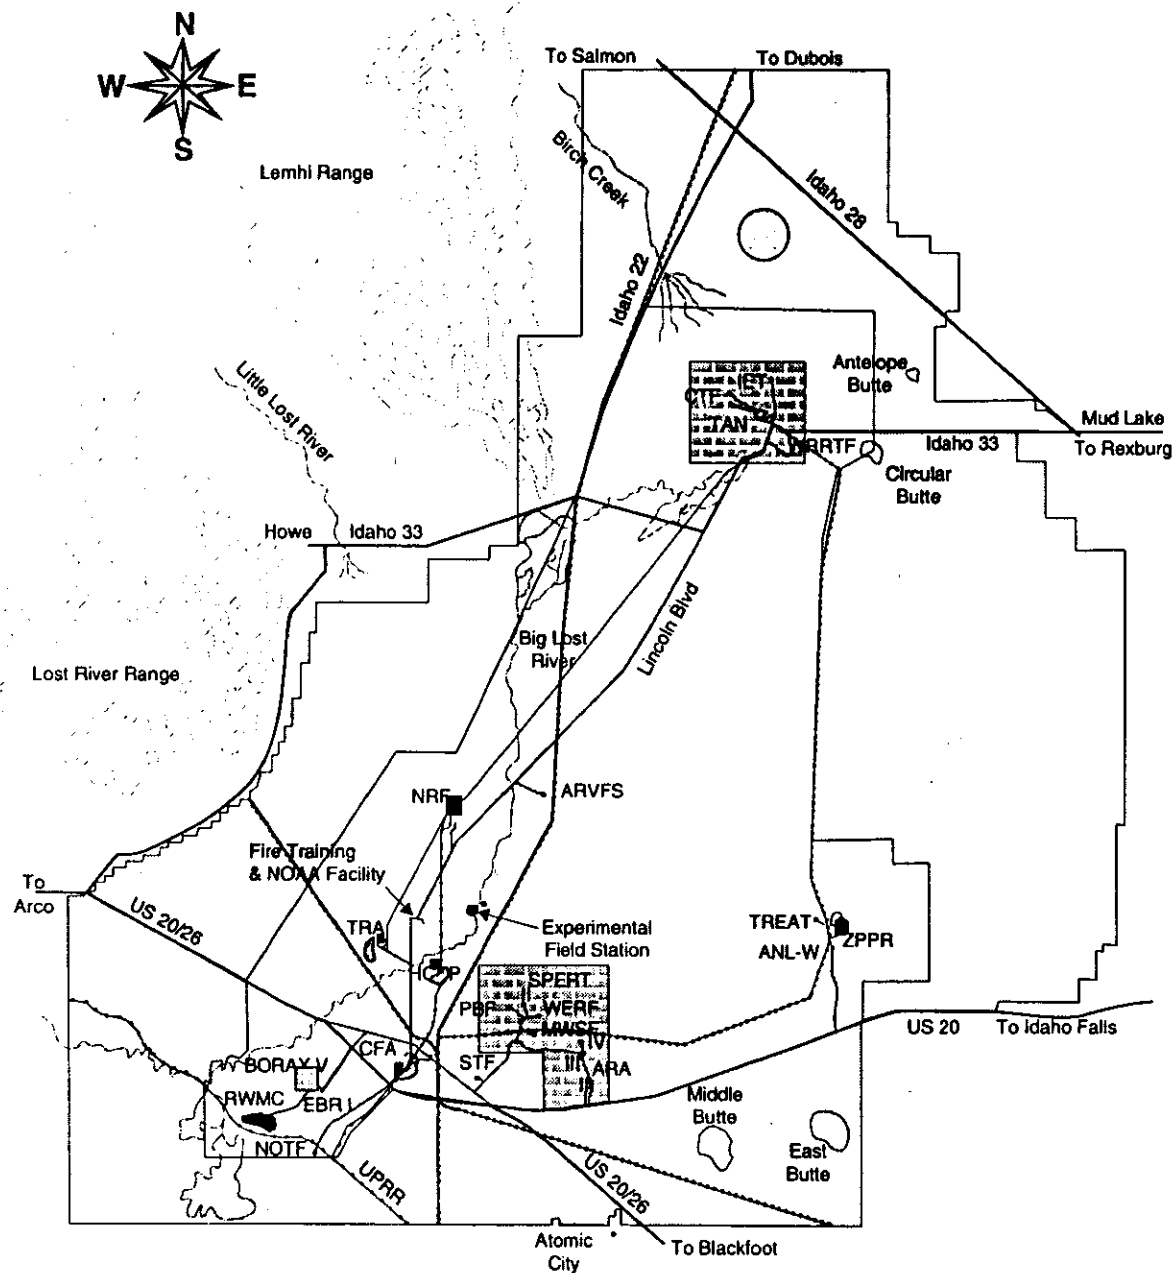 N
W E
S
To Salmon
To Dubois
Lemhi Range
Birch Creek
Idaho 28
Idaho 22
Little Lost River
Antelope
Butte
IET
CTF
TAN
WRRTF
Mud Lake
Idaho 33
To Rexburg
Circular
Butte
Howe
Idaho 33
Lincoln Blvd
Big Lost
River
Lost River Range
NRF
ARVFS
Fire Training
& NOAA Facility
To
Arco
US 20/26
TRA
Experimental
Field Station
TREAT
ZPPR
ANL-W
SPERT
PBF
WERF
MWSF
IV
III
ARA
STF
CFA
BORAX V
RWMC
EBR I
NOTF
UPRR
US 20
To Idaho Falls
Middle
Butte
East
Butte
US 20/26
Atomic
City
To Blackfoot